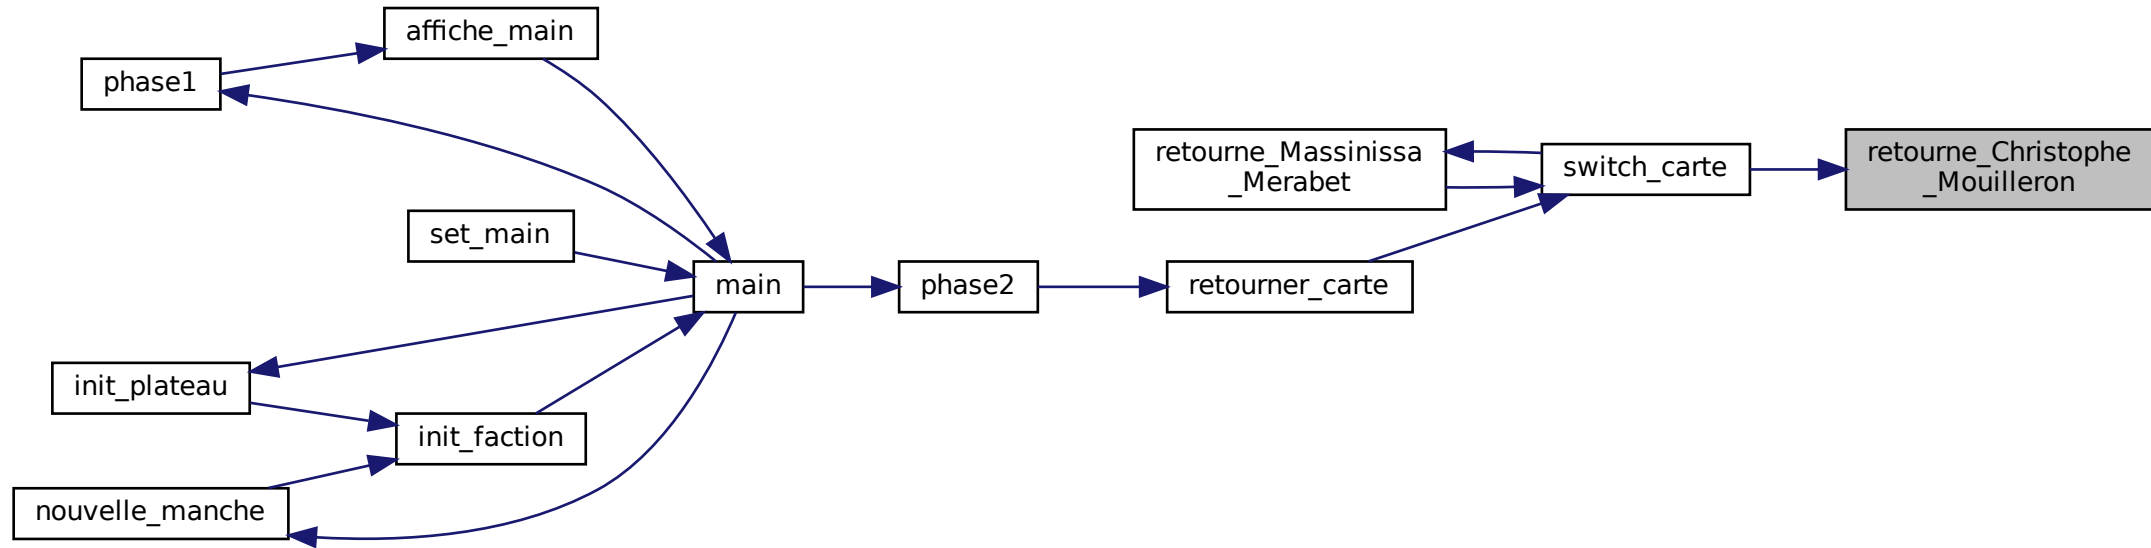 affiche_main
phase1
retourne_Massinissa
_Merabet
switch_carte
retourne_Christophe
_Mouilleron
set_main
main
phase2
retourner_carte
init_plateau
init_faction
nouvelle_manche